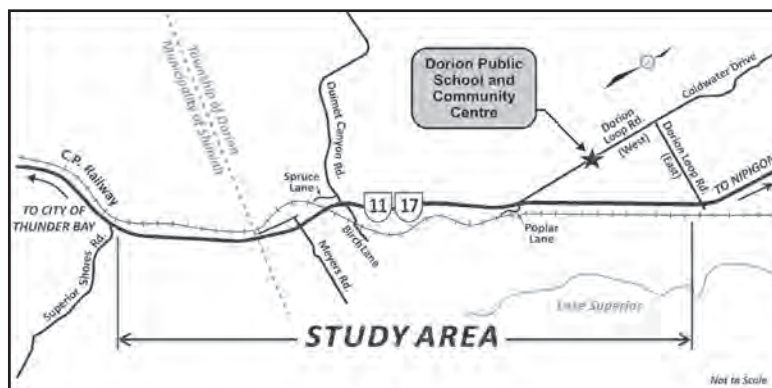 Township of Dorion
Municipality of Shuniah
Ouimet Canyon Rd.
Dorion Public
School and
Community
Centre
Coldwater Drive
Dorion
Loop Rd.
(West)
Dorion Loop Rd.
(East)
TO NIPIGON
C.P. Railway
Spruce
Lane
11 17
TO CITY OF
THUNDER BAY
Birch Lane
Poplar
Lane
Meyers Rd.
Superior Shores Rd.
Lake Superior
STUDY AREA
Not to Scale